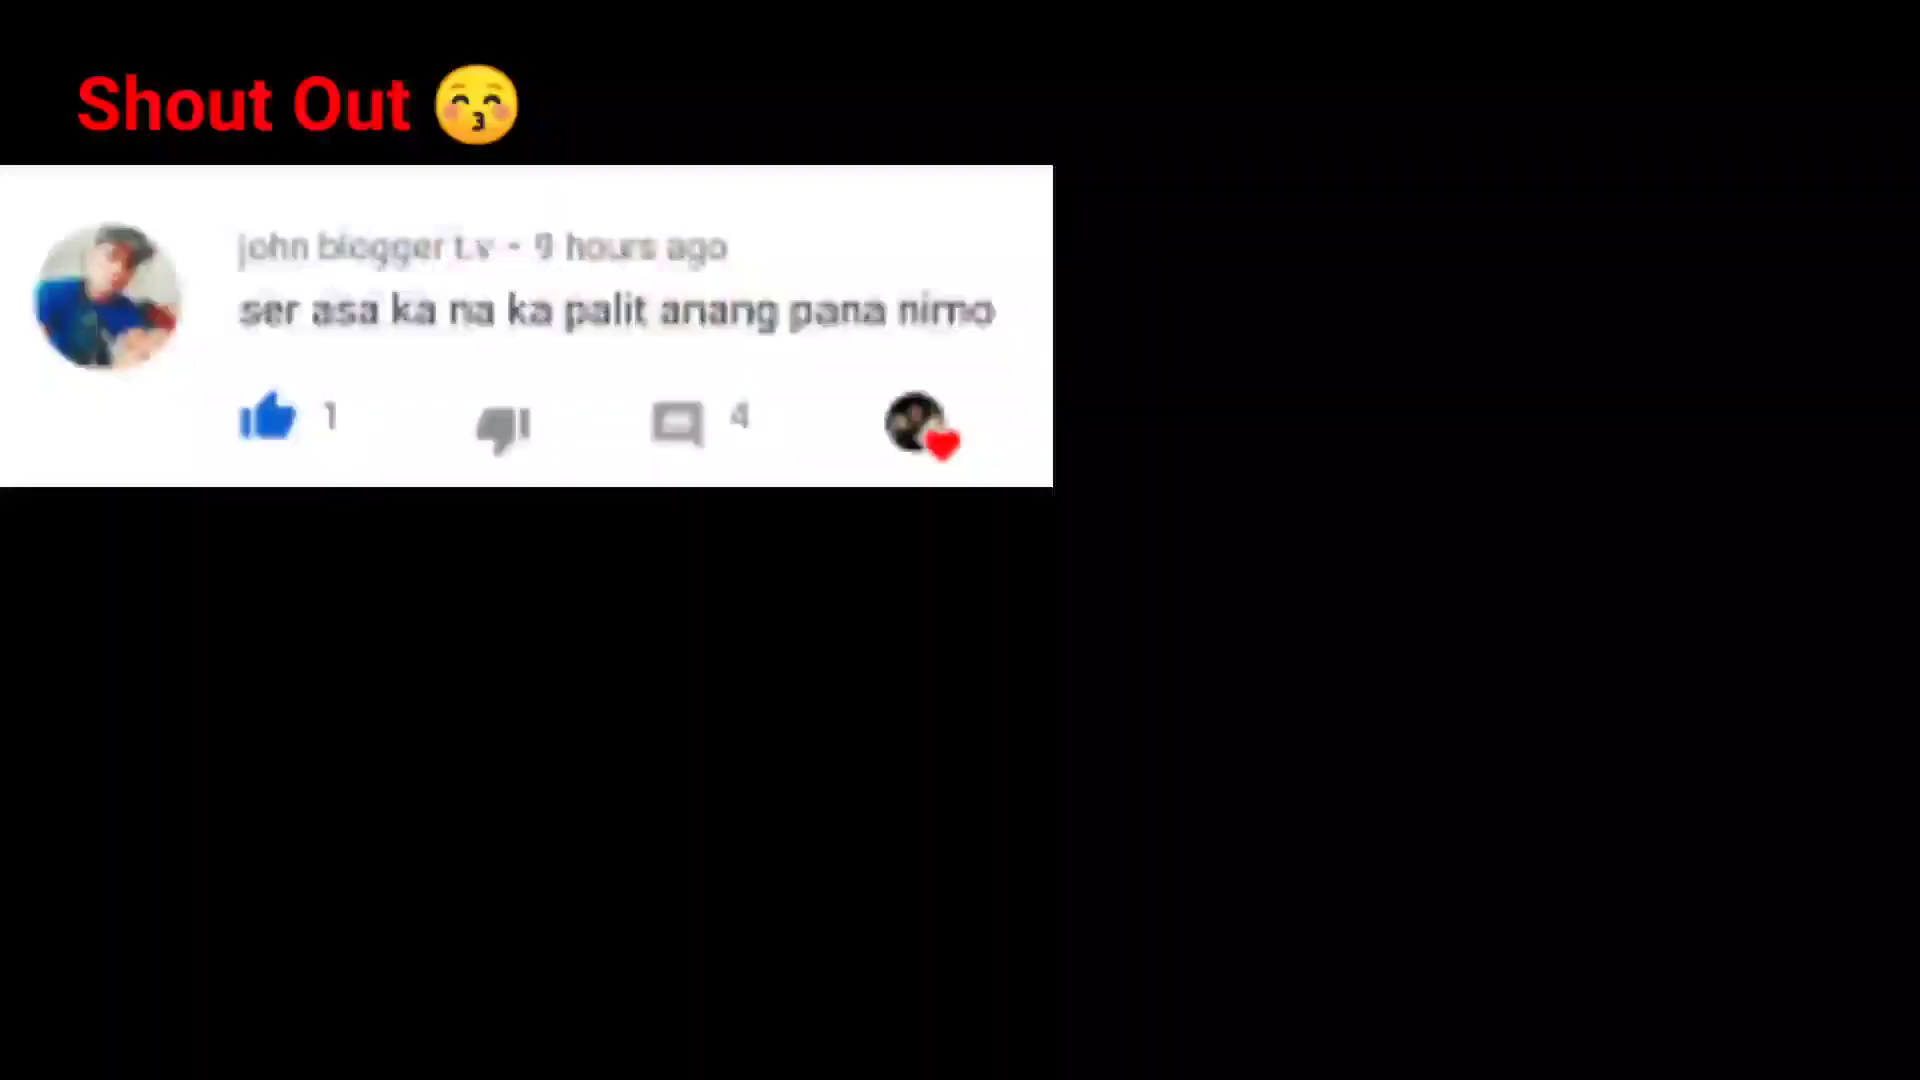 Shout Out 😚
john blogger t.v - 9 hours ago
ser asa ka na ka palit anang pana nimo
1 4